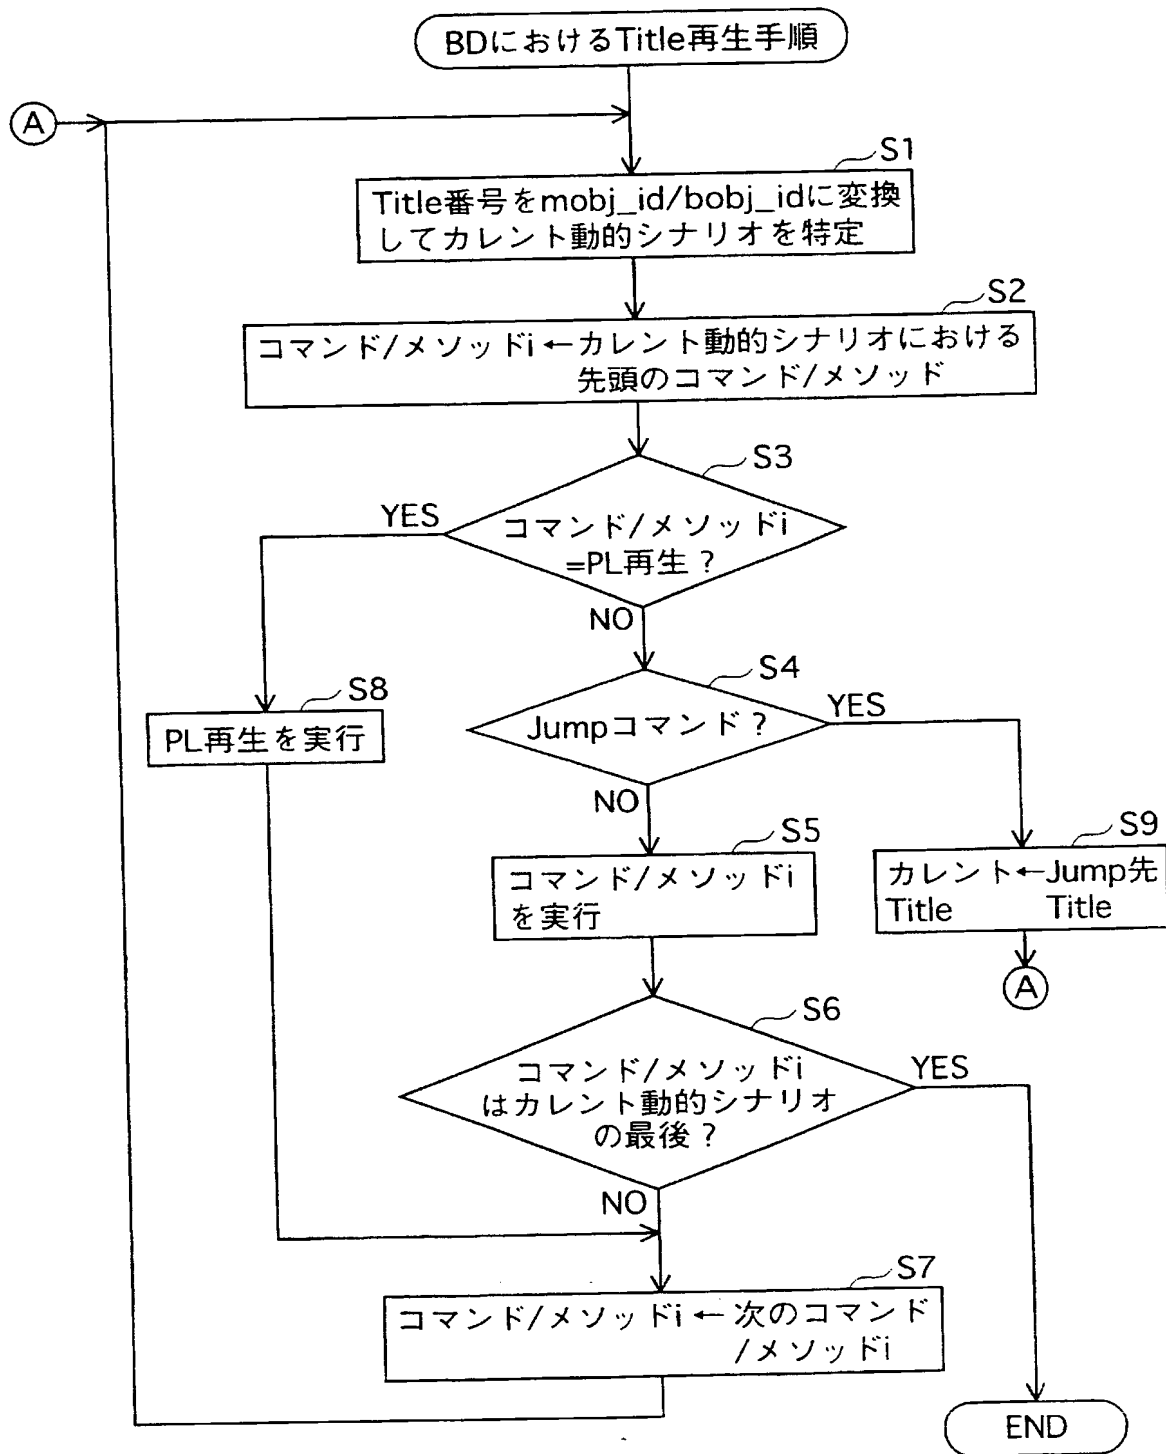 BDにおけるTitle再生手順
A
S1
Title番号をmobj_id/bobj_idに変換
してカレント動的シナリオを特定
S2
コマンド/メソッドi←カレント動的シナリオにおける
先頭のコマンド/メソッド
S3
YES
コマンド/メソッドi
=PL再生？
NO
S4
Jumpコマンド？
YES
S8
PL再生を実行
NO
S5
コマンド/メソッドi
を実行
S9
カレント←Jump先
Title Title
A
S6
コマンド/メソッドi
はカレント動的シナリオ
の最後？
YES
NO
S7
コマンド/メソッドi←次のコマンド
/メソッドi
END